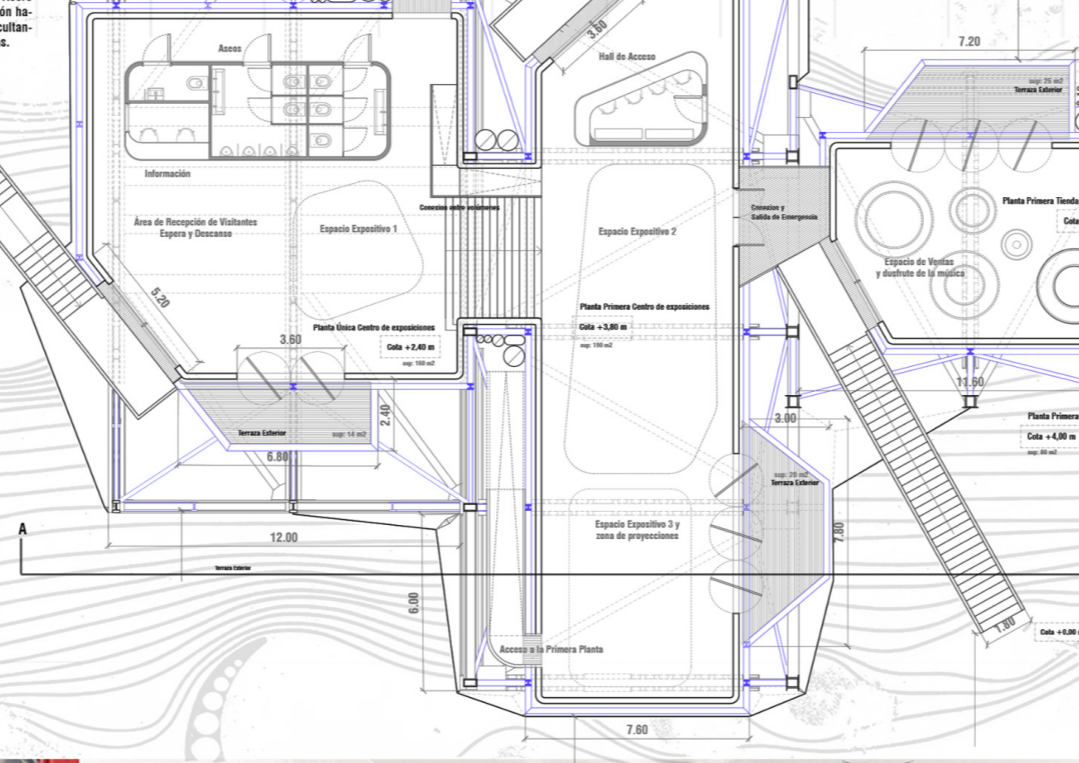 ón ha-
cultan-
s.
3.60
7.20
Aseos
Hall de Acceso
sup: 25 m2
Terraza Exterior
Información
Conexion entre volúmenes
Conexion y
Salida de Emergencia
Planta Primera Tienda
Cota
Área de Recepción de Visitantes
Espera y Descanso
Espacio Expositivo 1
Espacio Expositivo 2
Espacio de Ventas
y dusfrute de la música
5.20
Planta Única Centro de exposiciones
Cota +2,40 m
sup: 160 m2
Planta Primera Centro de exposiciones
Cota +3,80 m
sup: 190 m2
3.60
11.60
2.40
3.00
Planta Primera
Cota +4,00 m
sup: 80 m2
Terraza Exterior
sup: 14 m2
6.80
sup: 20 m2
Terraza Exterior
A
12.00
Espacio Expositivo 3 y
zona de proyecciones
7.80
Terraza Exterior
6.00
1.80
Cota +0,00
Acceso a la Primera Planta
7.60